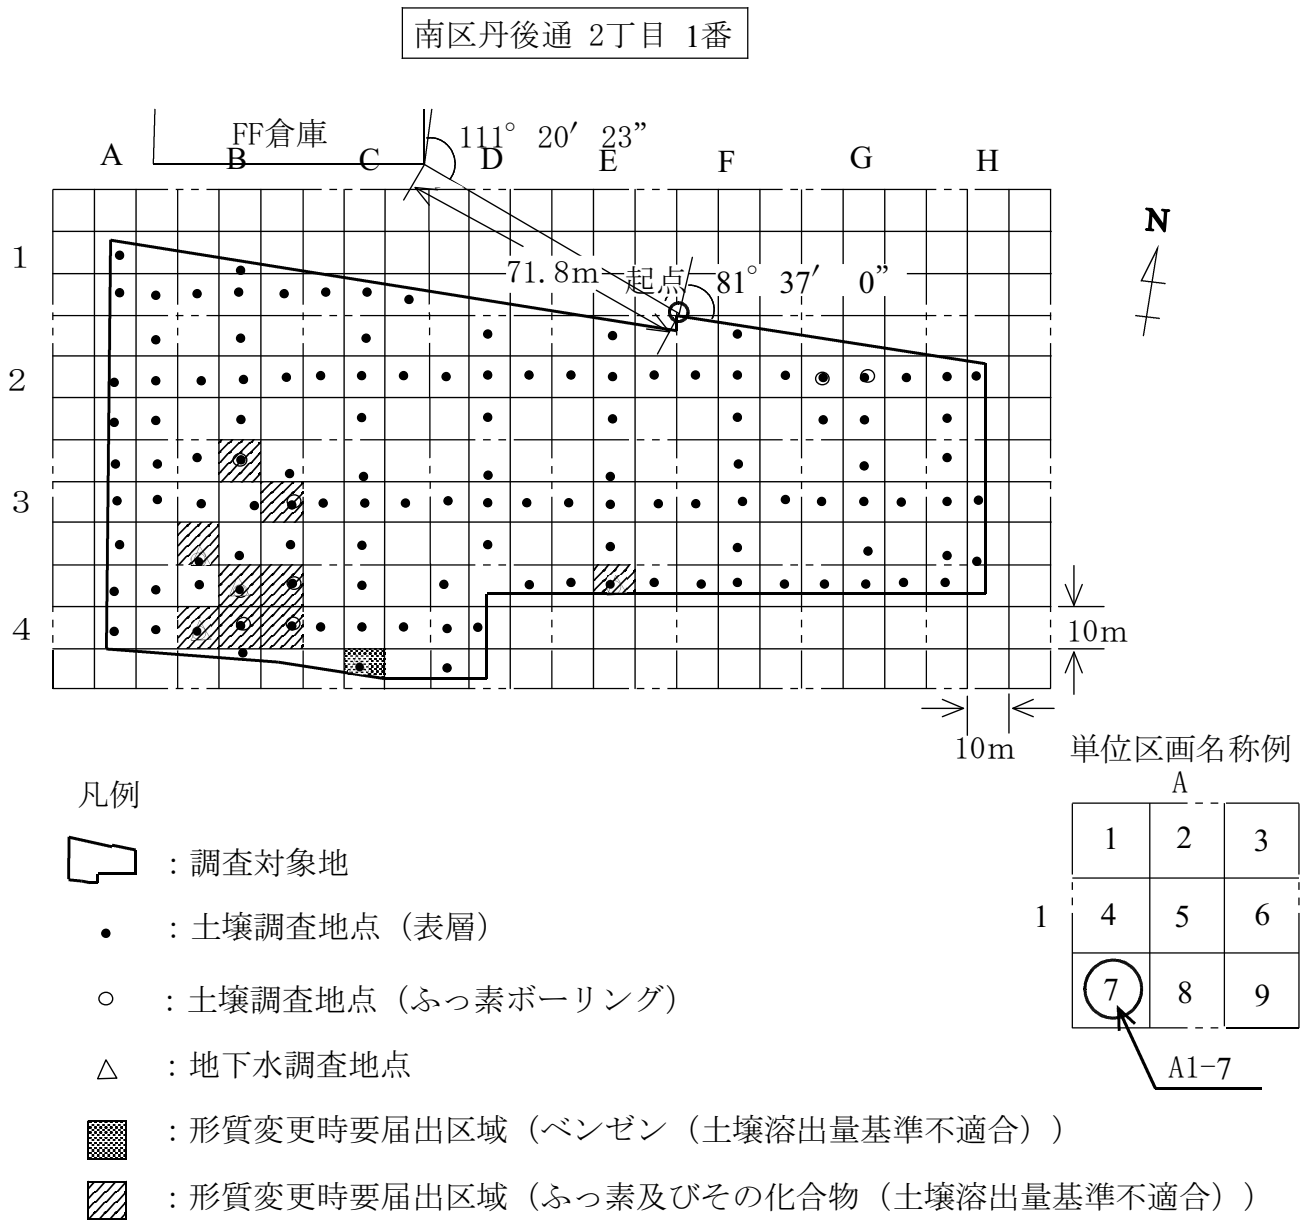 南区丹後通 2丁目 1番
FF倉庫
111° 20′ 23”
A B C D E F G H
N
1
71.8m 起点 81° 37′ 0”
2
3
4
10m
10m
単位区画名称例
A
1 2 3
1 4 5 6
7 8 9
A1-7
凡例
：調査対象地
：土壌調査地点（表層）
：土壌調査地点（ふっ素ボーリング）
：地下水調査地点
：形質変更時要届出区域（ベンゼン（土壌溶出量基準不適合））
：形質変更時要届出区域（ふっ素及びその化合物（土壌溶出量基準不適合））